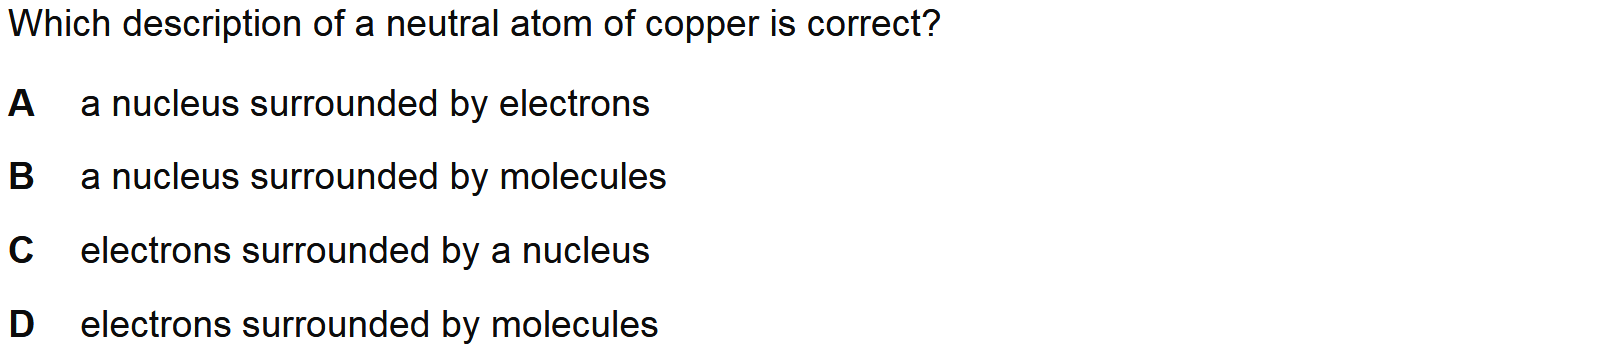 Which description of a neutral atom of copper is correct?
A a nucleus surrounded by electrons
B a nucleus surrounded by molecules
C electrons surrounded by a nucleus
D electrons surrounded by molecules